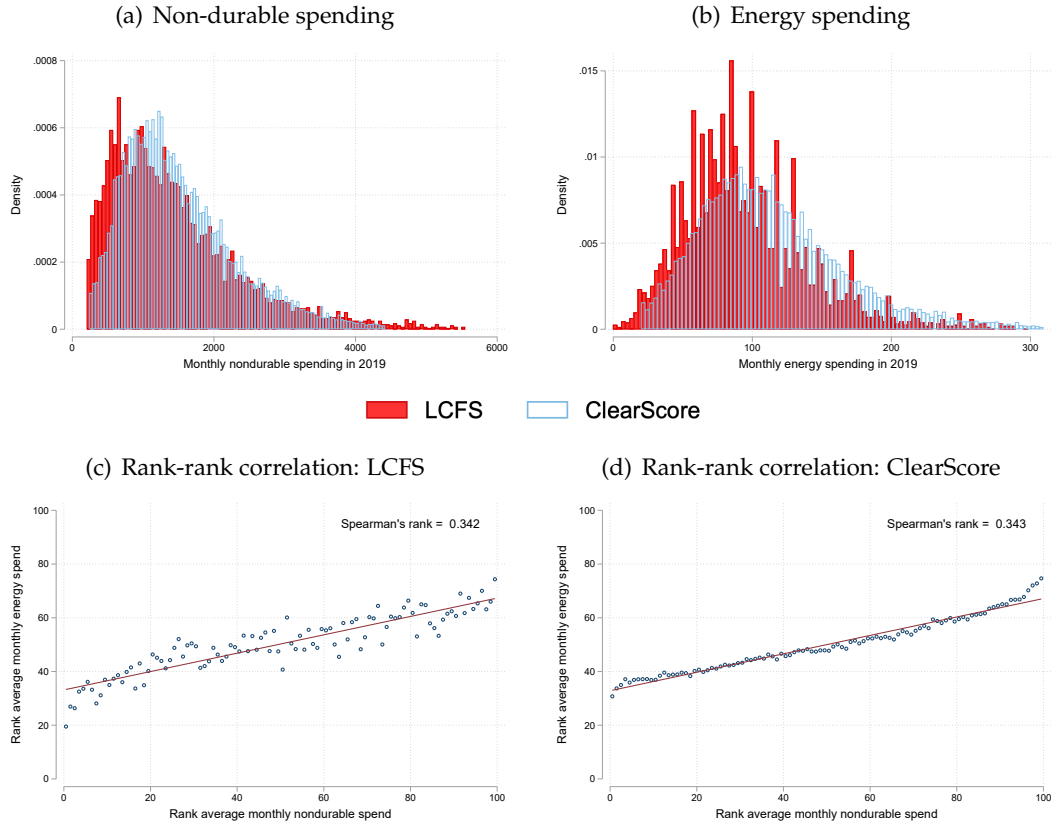 (a) Non-durable spending
(b) Energy spending
.0008
.0006
.0004
.0002
0
Density
0 2000 4000 6000
Monthly nondurable spending in 2019
.015
.01
.005
0
Density
0 100 200 300
Monthly energy spending in 2019
LCFS ClearScore
(c) Rank-rank correlation: LCFS
(d) Rank-rank correlation: ClearScore
100
80
60
40
20
0
Rank average monthly energy spend
Spearman's rank = 0.342
0 20 40 60 80 100
Rank average monthly nondurable spend
100
80
60
40
20
0
Rank average monthly energy spend
Spearman's rank = 0.343
0 20 40 60 80 100
Rank average monthly nondurable spend